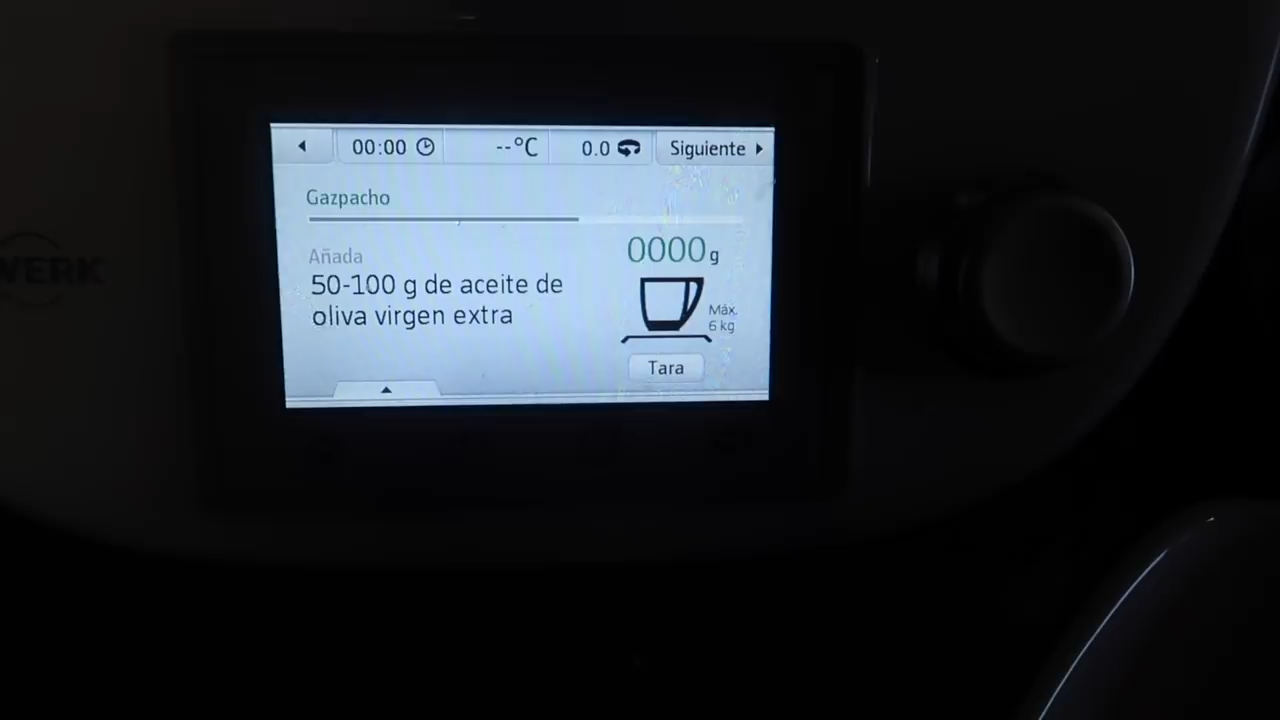 00:00 --°C 0.0 Siguiente
Gazpacho
Añada
50-100 g de aceite de
oliva virgen extra
0000 g
Máx.
6 kg
Tara
WERK